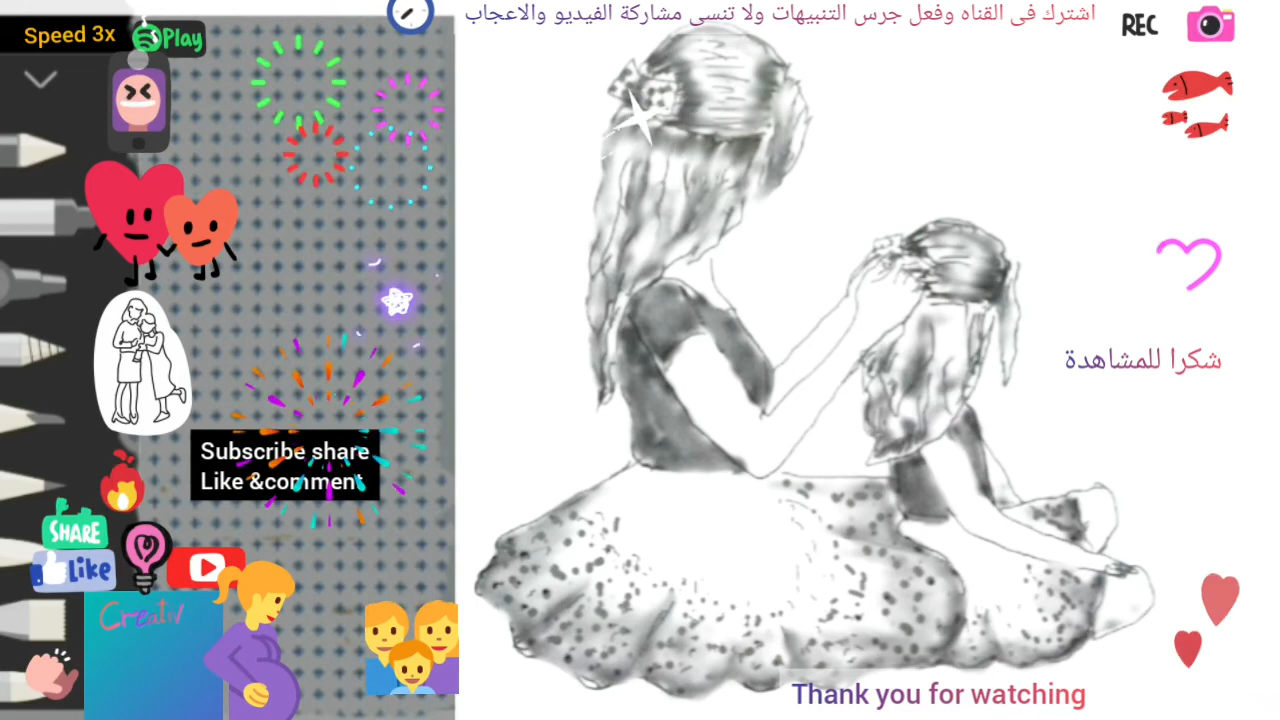 اشترك فى القناه وفعل جرس التنبيهات ولا تنسى مشاركة الفيديو والاعجاب
Speed 3x
Play
REC
شكرا للمشاهدة
Subscribe share
Like &comment
SHARE
Like
Creativ
Thank you for watching